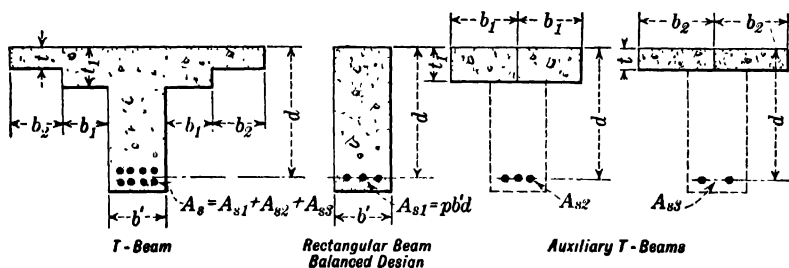 b₁ b₁ b₂ b₂
t t₁ d t₁ d d t d
b₂ b₁ b₁ b₂
Aₛ = Aₛ₁ + Aₛ₂ + Aₛ₃
Aₛ₁ = pb'd
Aₛ₂
Aₛ₃
b' b'
T-Beam
Rectangular Beam
Balanced Design
Auxiliary T-Beams